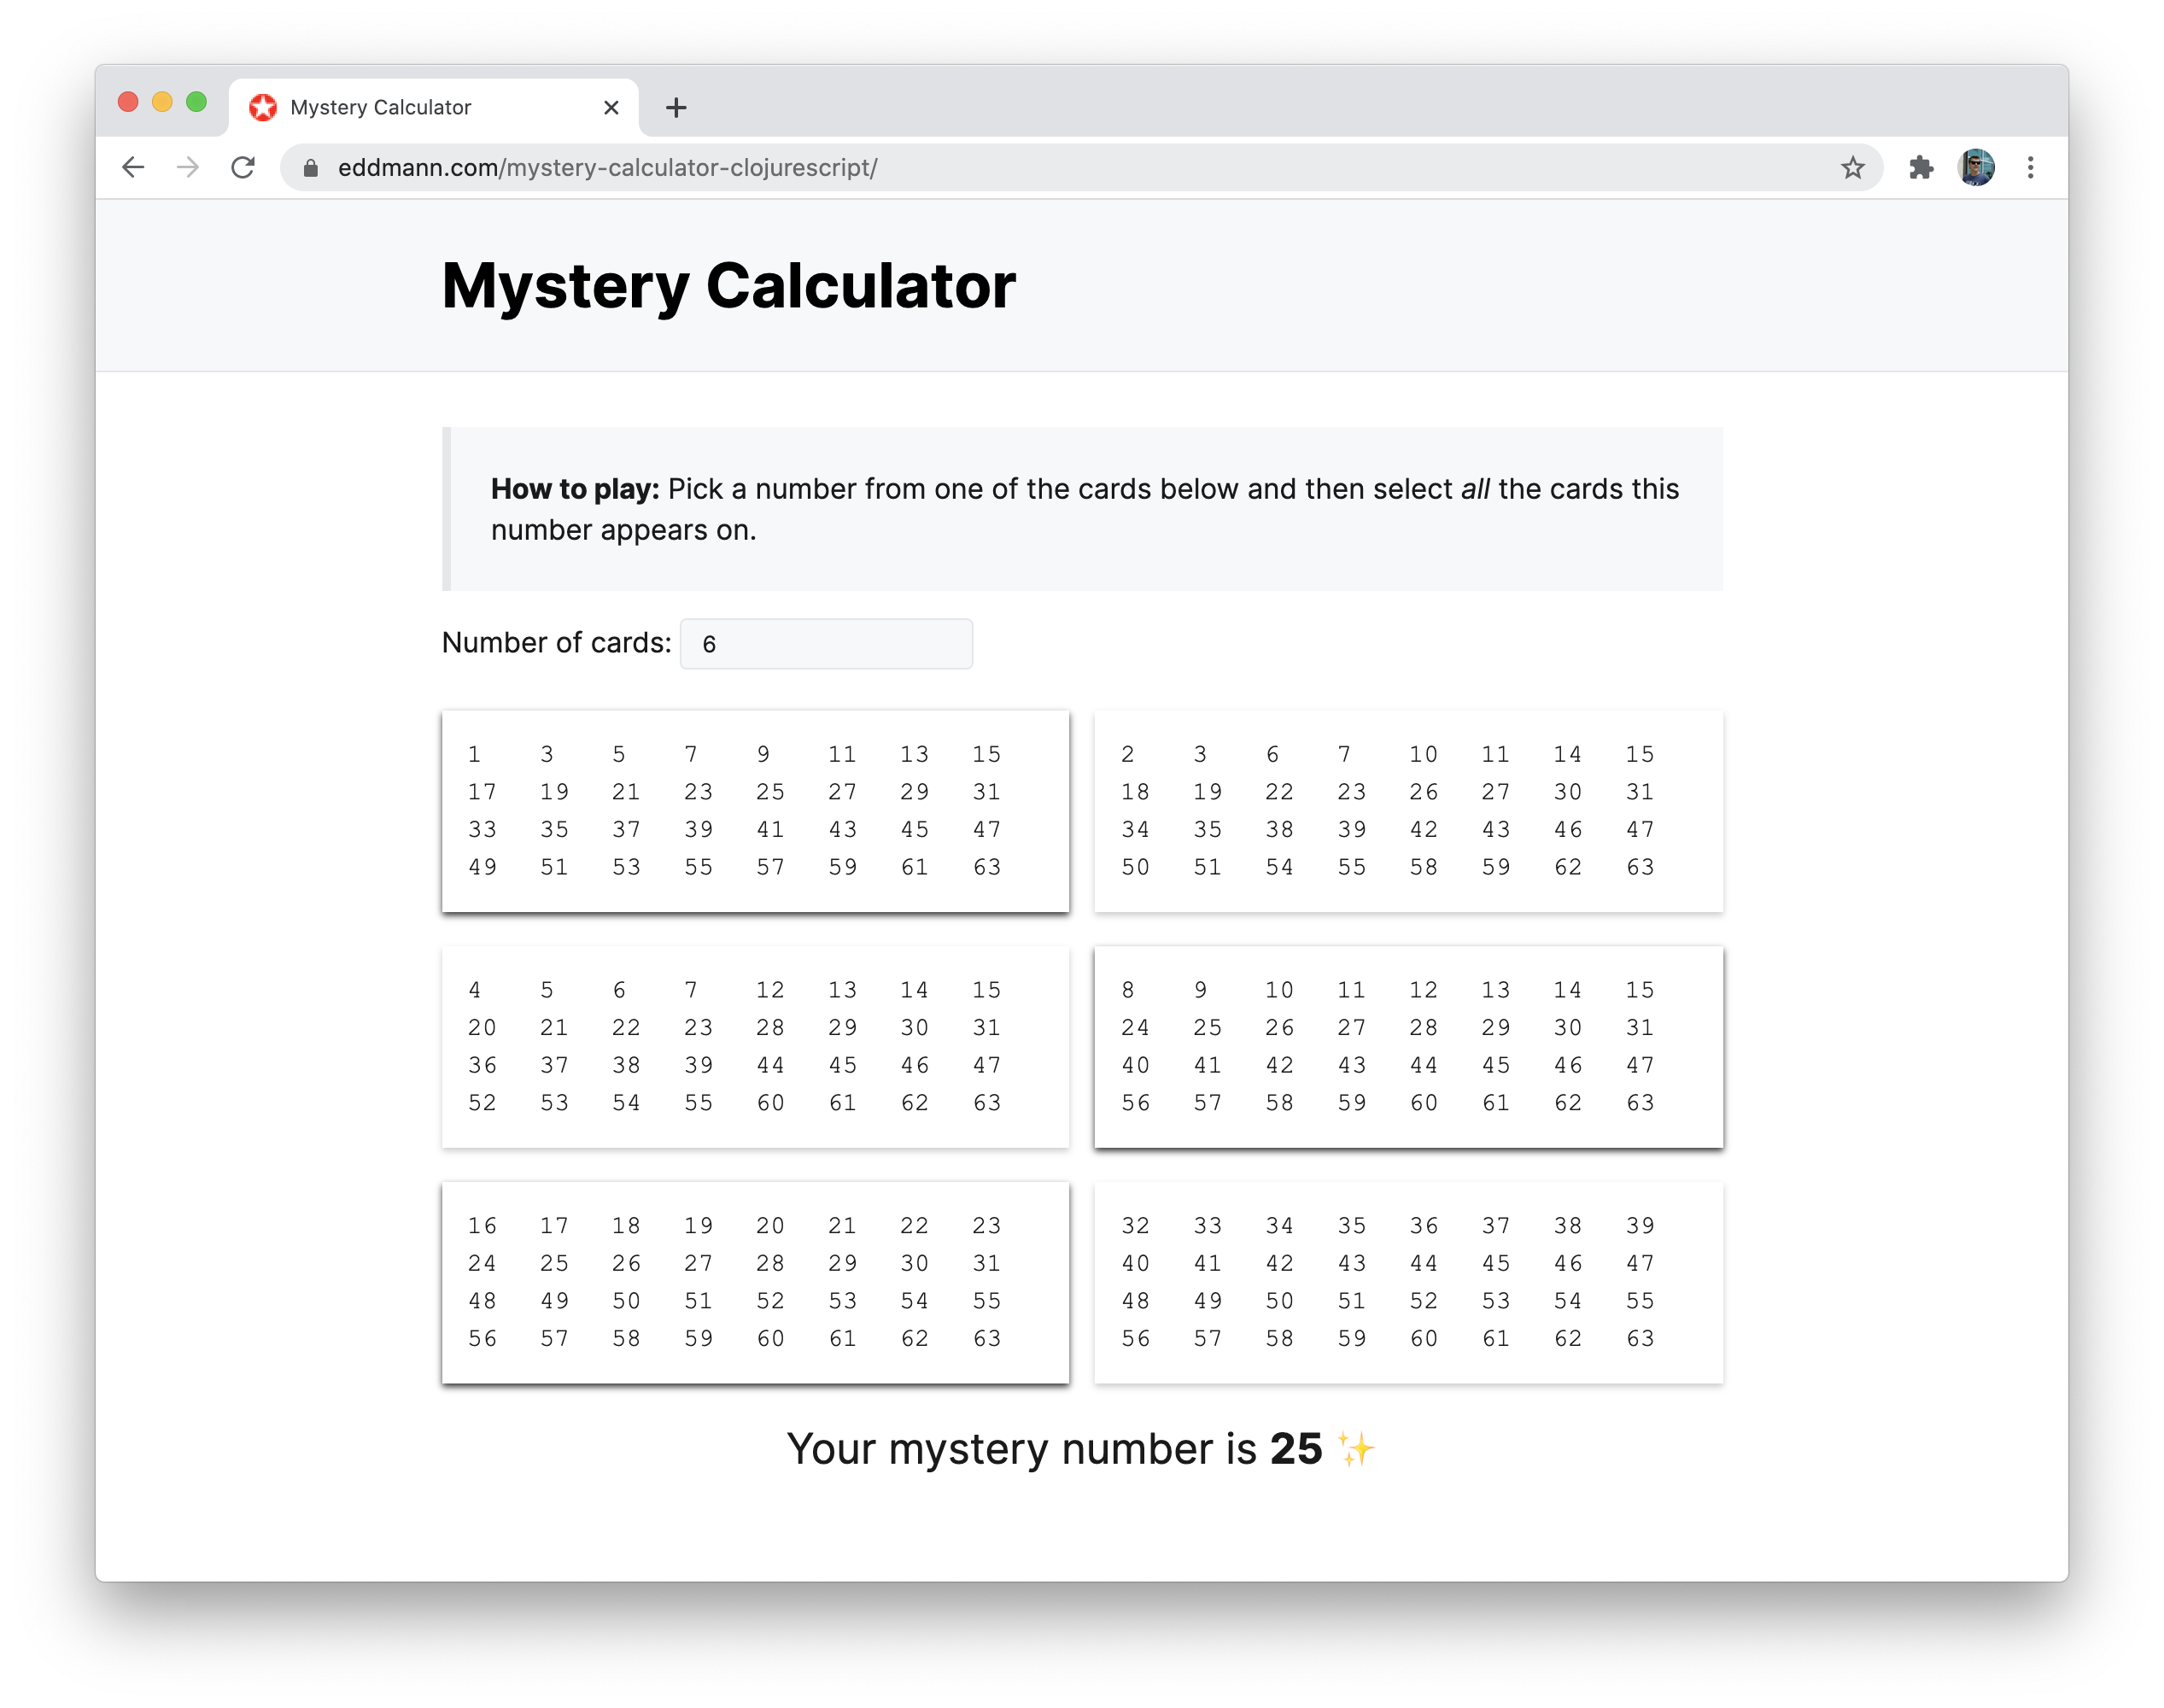 Mystery Calculator
eddmann.com/mystery-calculator-clojurescript/
Mystery Calculator
How to play: Pick a number from one of the cards below and then select all the cards this
number appears on.
Number of cards: 6
1 3 5 7 9 11 13 15
17 19 21 23 25 27 29 31
33 35 37 39 41 43 45 47
49 51 53 55 57 59 61 63
2 3 6 7 10 11 14 15
18 19 22 23 26 27 30 31
34 35 38 39 42 43 46 47
50 51 54 55 58 59 62 63
4 5 6 7 12 13 14 15
20 21 22 23 28 29 30 31
36 37 38 39 44 45 46 47
52 53 54 55 60 61 62 63
8 9 10 11 12 13 14 15
24 25 26 27 28 29 30 31
40 41 42 43 44 45 46 47
56 57 58 59 60 61 62 63
16 17 18 19 20 21 22 23
24 25 26 27 28 29 30 31
48 49 50 51 52 53 54 55
56 57 58 59 60 61 62 63
32 33 34 35 36 37 38 39
40 41 42 43 44 45 46 47
48 49 50 51 52 53 54 55
56 57 58 59 60 61 62 63
Your mystery number is 25 ✨